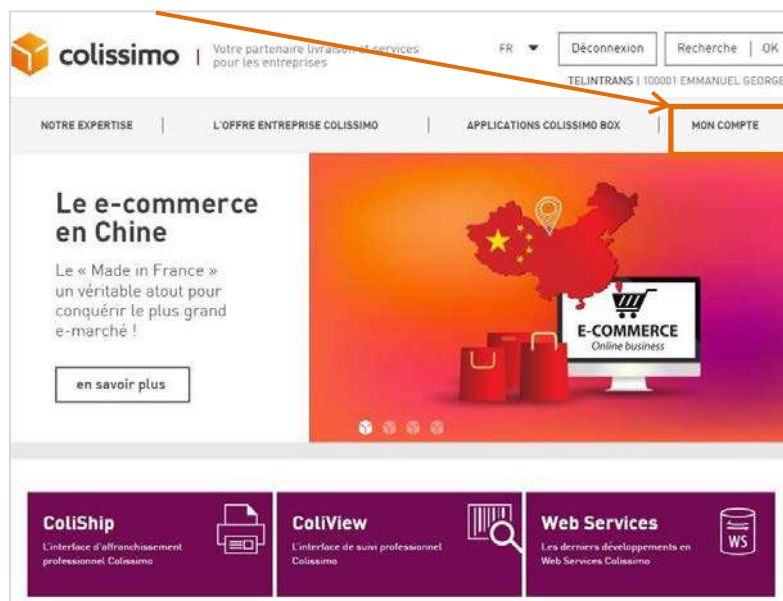 colissimo
Votre partenaire livraison et services
pour les entreprises
FR
Déconnexion
Recherche | OK
TELINTRANS | 100001 EMMANUEL GEORGE
NOTRE EXPERTISE | L'OFFRE ENTREPRISE COLISSIMO | APPLICATIONS COLISSIMO BOX | MON COMPTE
Le e-commerce
en Chine
Le « Made in France »
un véritable atout pour
conquérir le plus grand
e-marché !
en savoir plus
E-COMMERCE
Online business
ColiShip
L'interface d'affranchissement
professionnel Colissimo
ColiView
L'interface de suivi professionnel
Colissimo
Web Services
Les derniers développements en
Web Services Colissimo
WS